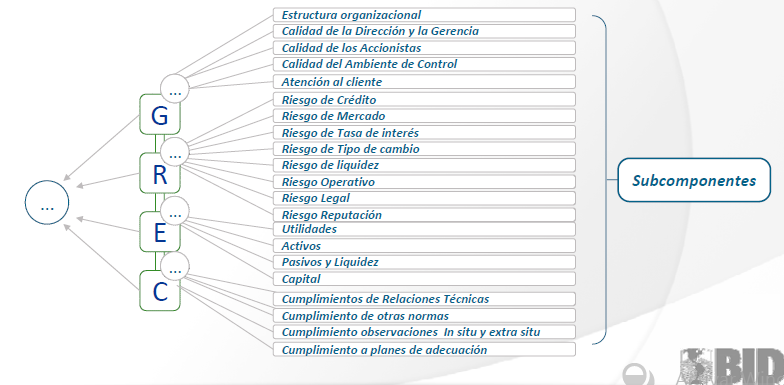 Estructura organizacional
Calidad de la Dirección y la Gerencia
Calidad de los Accionistas
Calidad del Ambiente de Control
Atención al cliente
...
G
Riesgo de Crédito
Riesgo de Mercado
Riesgo de Tasa de interés
Riesgo de Tipo de cambio
Riesgo de liquidez
Riesgo Operativo
Riesgo Legal
Riesgo Reputación
...
R
...
Utilidades
Activos
Pasivos y Liquidez
Capital
...
E
Cumplimientos de Relaciones Técnicas
Cumplimiento de otras normas
Cumplimiento observaciones In situ y extra situ
Cumplimiento a planes de adecuación
...
C
Subcomponentes
BID